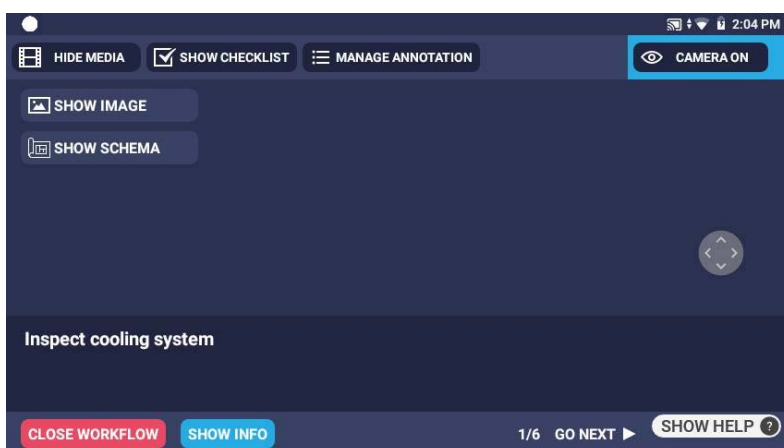 2:04 PM
HIDE MEDIA SHOW CHECKLIST MANAGE ANNOTATION CAMERA ON
SHOW IMAGE
SHOW SCHEMA
Inspect cooling system
CLOSE WORKFLOW SHOW INFO 1/6 GO NEXT SHOW HELP ?